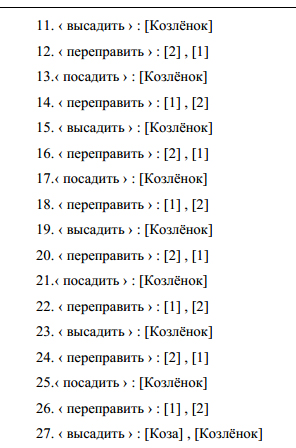 11. ‹ высадить › : [Козлёнок]
12. ‹ переправить › : [2] , [1]
13.‹ посадить › : [Козлёнок]
14. ‹ переправить › : [1] , [2]
15. ‹ высадить › : [Козлёнок]
16. ‹ переправить › : [2] , [1]
17.‹ посадить › : [Козлёнок]
18. ‹ переправить › : [1] , [2]
19. ‹ высадить › : [Козлёнок]
20. ‹ переправить › : [2] , [1]
21.‹ посадить › : [Козлёнок]
22. ‹ переправить › : [1] , [2]
23. ‹ высадить › : [Козлёнок]
24. ‹ переправить › : [2] , [1]
25.‹ посадить › : [Козлёнок]
26. ‹ переправить › : [1] , [2]
27. ‹ высадить › : [Коза] , [Козлёнок]